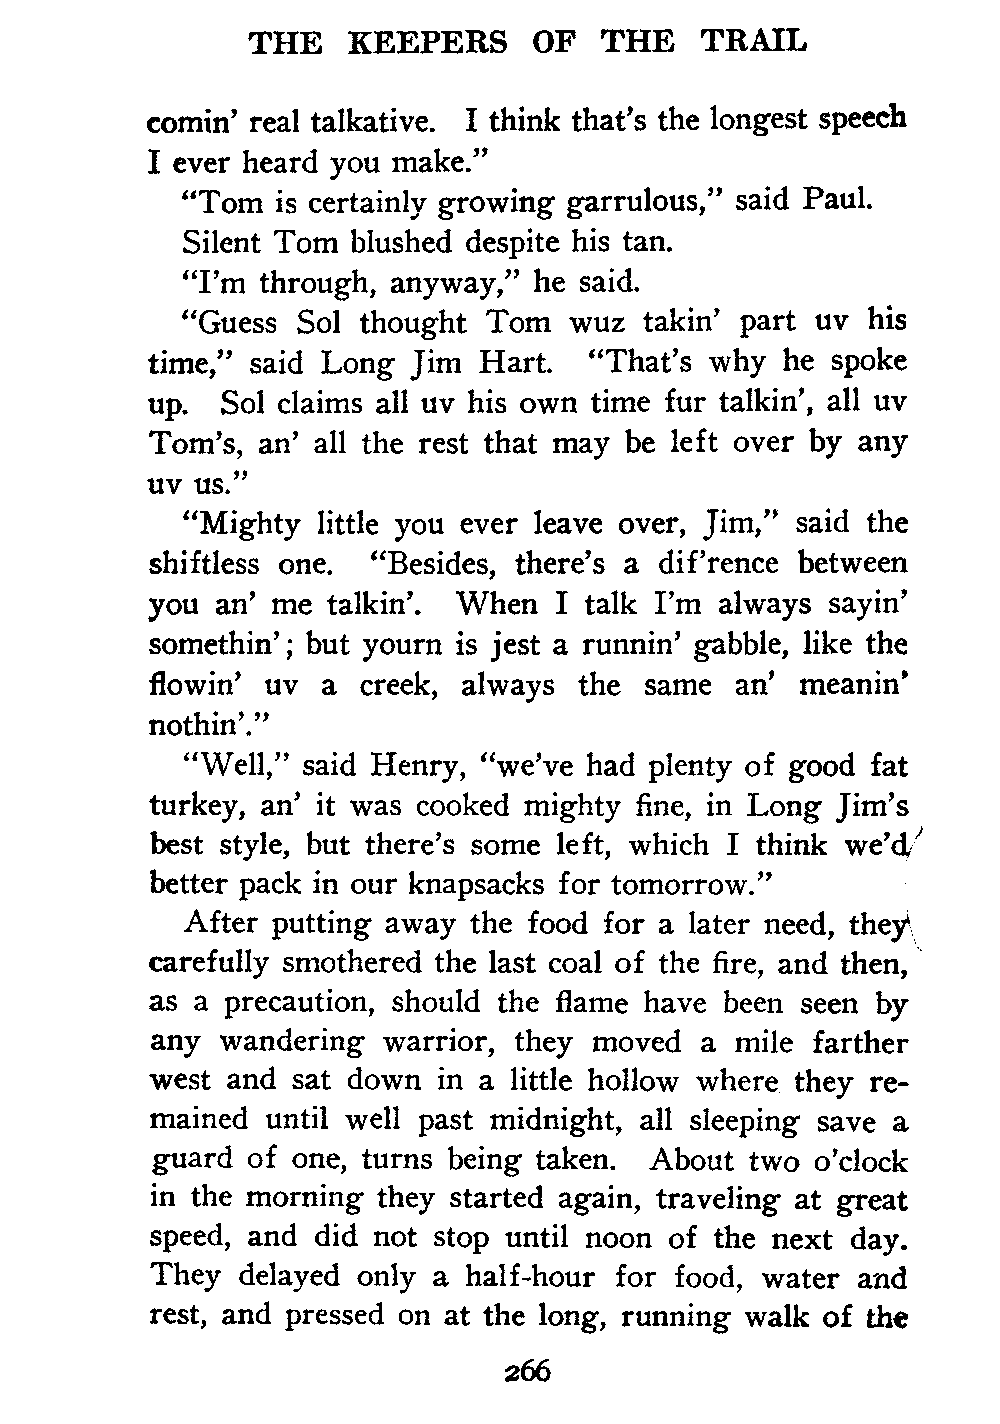 THE KEEPERS OF THE TRAIL
comin' real talkative. I think that's the longest speech
I ever heard you make."
"Tom is certainly growing garrulous," said Paul.
Silent Tom blushed despite his tan.
"I'm through, anyway," he said.
"Guess Sol thought Tom wuz takin' part uv his
time," said Long Jim Hart. "That's why he spoke
up. Sol claims all uv his own time fur talkin', all uv
Tom's, an' all the rest that may be left over by any
uv us."
"Mighty little you ever leave over, Jim," said the
shiftless one. "Besides, there's a dif'rence between
you an' me talkin'. When I talk I'm always sayin'
somethin'; but yourn is jest a runnin' gabble, like the
flowin' uv a creek, always the same an' meanin'
nothin'."
"Well," said Henry, "we've had plenty of good fat
turkey, an' it was cooked mighty fine, in Long Jim's
best style, but there's some left, which I think we'd
better pack in our knapsacks for tomorrow."
After putting away the food for a later need, they
carefully smothered the last coal of the fire, and then,
as a precaution, should the flame have been seen by
any wandering warrior, they moved a mile farther
west and sat down in a little hollow where they re-
mained until well past midnight, all sleeping save a
guard of one, turns being taken. About two o'clock
in the morning they started again, traveling at great
speed, and did not stop until noon of the next day.
They delayed only a half-hour for food, water and
rest, and pressed on at the long, running walk of the
266